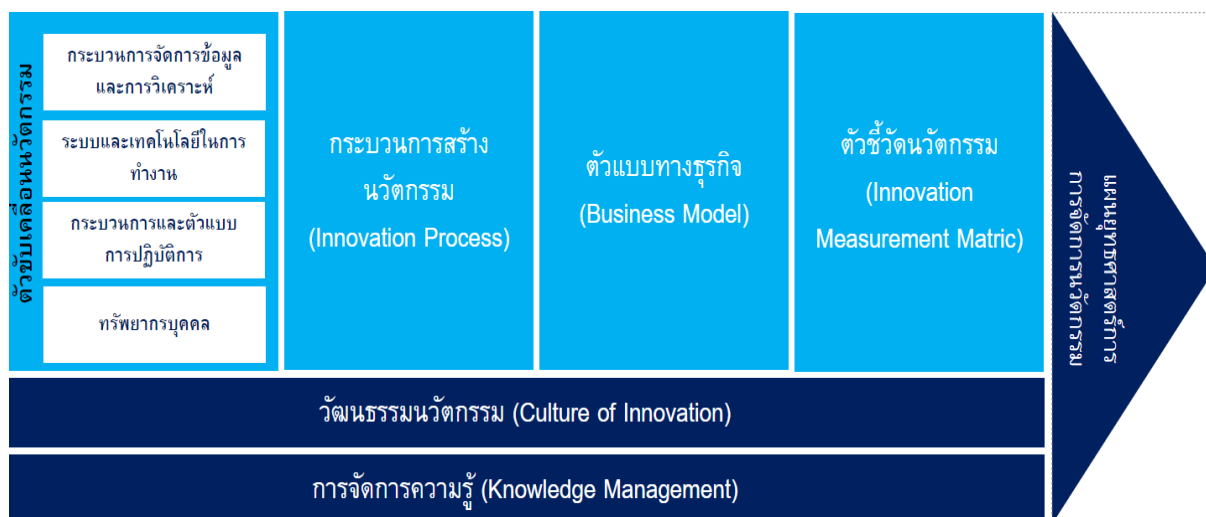 ตัวขับเคลื่อนนวัตกรรม
กระบวนการจัดการข้อมูล
และการวิเคราะห์
ระบบและเทคโนโลยีในการ
ทำงาน
กระบวนการและตัวแบบ
การปฏิบัติการ
ทรัพยากรบุคคล
กระบวนการสร้าง
นวัตกรรม
(Innovation Process)
ตัวแบบทางธุรกิจ
(Business Model)
ตัวชี้วัดนวัตกรรม
(Innovation
Measurement Matric)
แผนยุทธศาสตร์การ
การจัดการนวัตกรรม
วัฒนธรรมนวัตกรรม (Culture of Innovation)
การจัดการความรู้ (Knowledge Management)